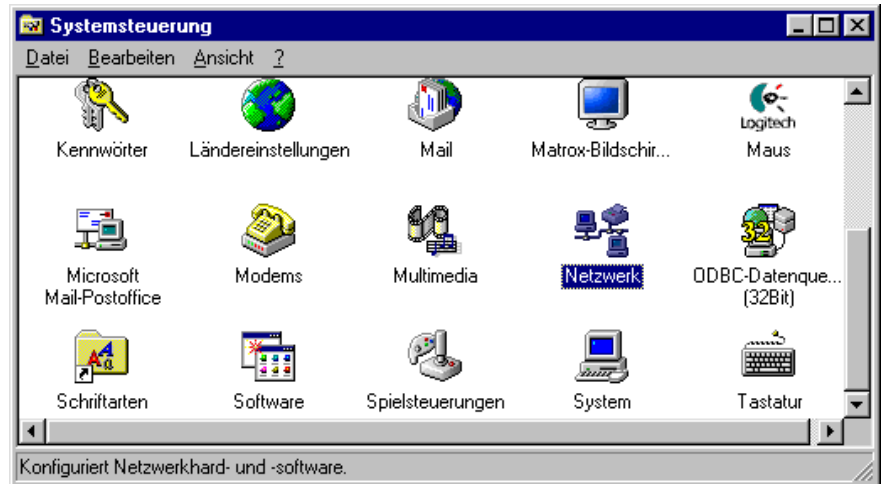 Systemsteuerung
Datei Bearbeiten Ansicht ?
Logitech
Kennwörter Ländereinstellungen Mail Matrox-Bildschir... Maus
32
Microsoft Mail-Postoffice Modems Multimedia Netzwerk ODBC-Datenque... (32Bit)
Schriftarten Software Spielsteuerungen System Tastatur
Konfiguriert Netzwerkhard- und -software.